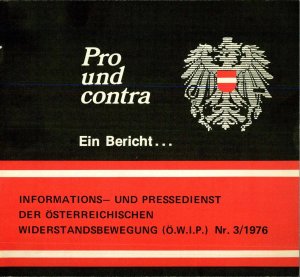 Pro
und
contra
Ein Bericht...
INFORMATIONS– UND PRESSEDIENST
DER ÖSTERREICHISCHEN
WIDERSTANDSBEWEGUNG (Ö.W.I.P.) Nr. 3/1976